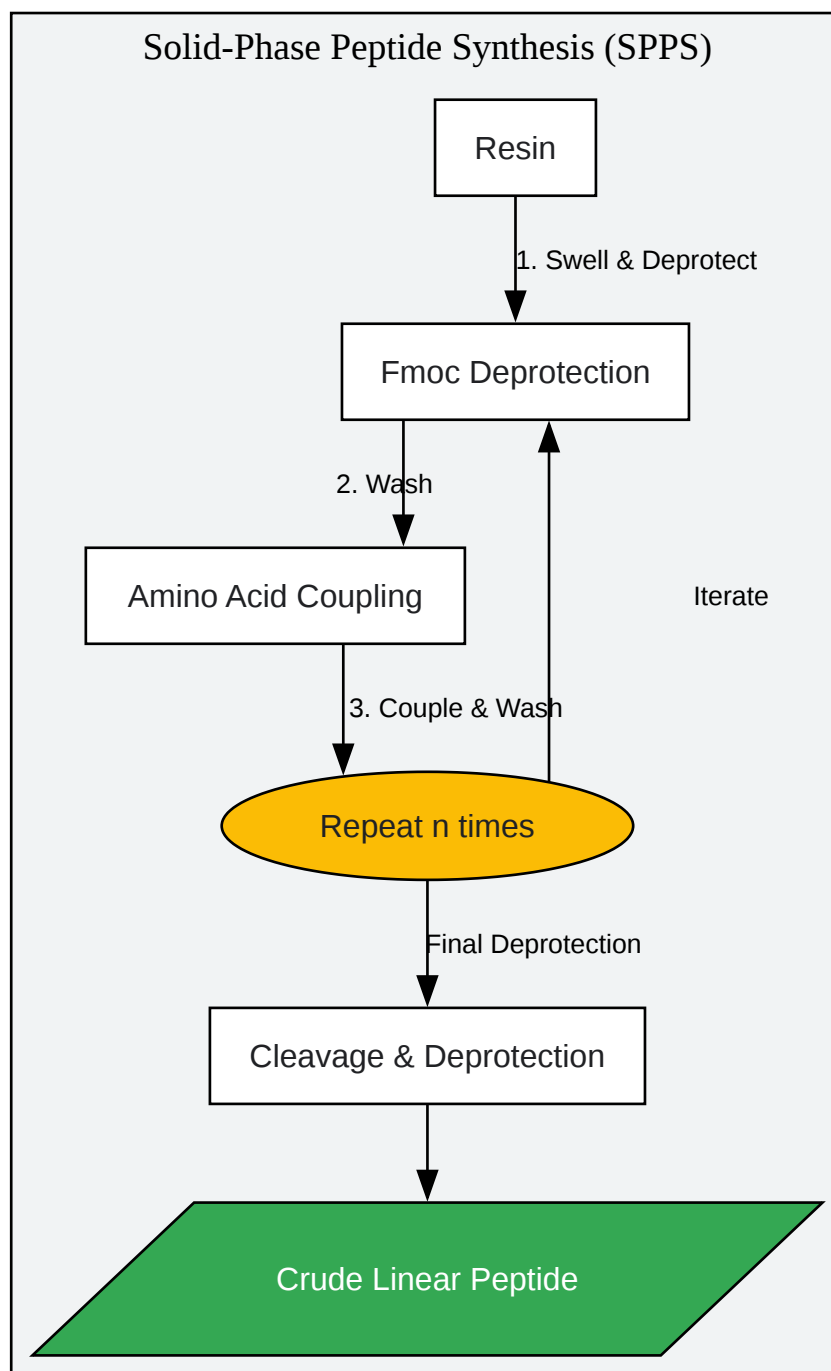 Solid-Phase Peptide Synthesis (SPPS)
Resin
1. Swell & Deprotect
Fmoc Deprotection
2. Wash
Amino Acid Coupling
Iterate
3. Couple & Wash
Repeat n times
Final Deprotection
Cleavage & Deprotection
Crude Linear Peptide